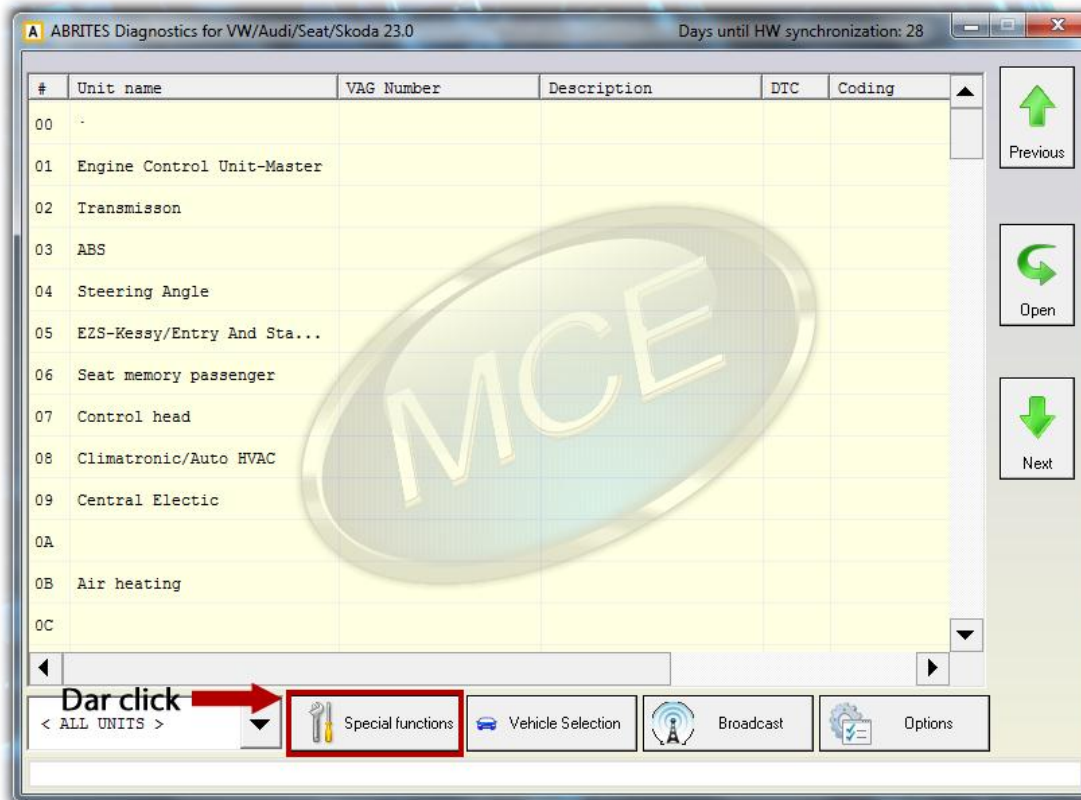 A ABRITES Diagnostics for VW/Audi/Seat/Skoda 23.0 Days until HW synchronization: 28
# Unit name VAG Number Description DTC Coding
00 -
01 Engine Control Unit-Master
02 Transmisson
03 ABS
04 Steering Angle
05 EZS-Kessy/Entry And Sta...
06 Seat memory passenger
07 Control head
08 Climatronic/Auto HVAC
09 Central Electic
0A
0B Air heating
0C
MCE
Previous
Open
Next
Dar click
< ALL UNITS > Special functions Vehicle Selection Broadcast Options